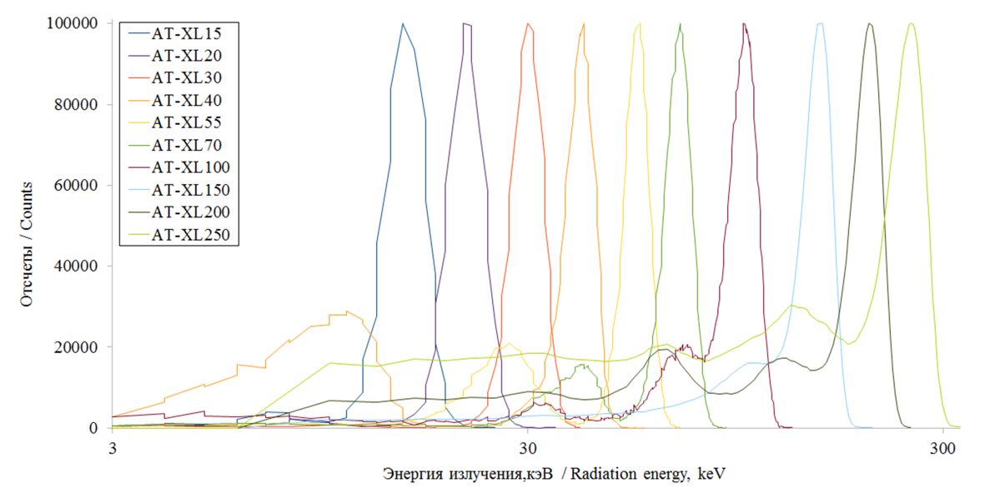 100000
80000
60000
40000
20000
0
Отсчеты / Counts
AT-XL15
AT-XL20
AT-XL30
AT-XL40
AT-XL55
AT-XL70
AT-XL100
AT-XL150
AT-XL200
AT-XL250
3
30
300
Энергия излучения,кэВ / Radiation energy, keV